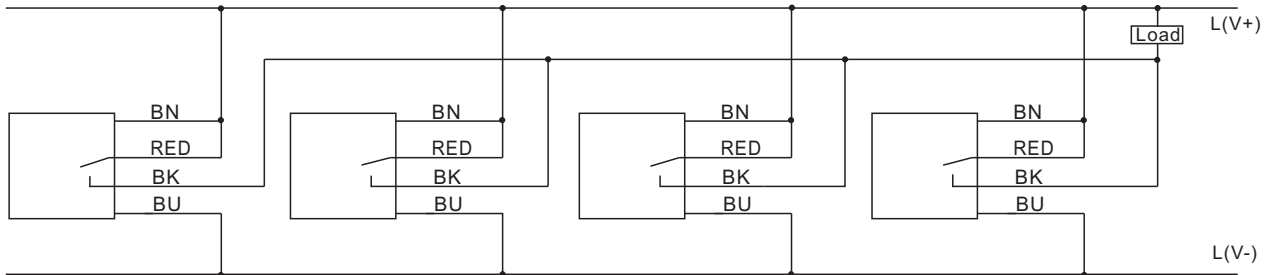 L(V+)
Load
BN BN BN BN
RED RED RED RED
BK BK BK BK
BU BU BU BU
L(V-)